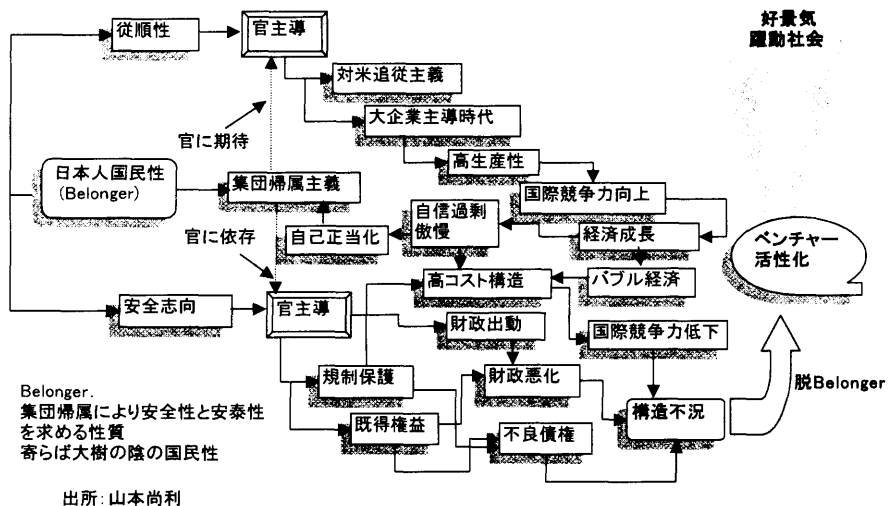 好景気
躍動社会
従順性
官主導
対米追従主義
大企業主導時代
官に期待
高生産性
日本人国民性
(Belonger)
集団帰属主義
国際競争力向上
自信過剰
傲慢
自己正当化
経済成長
ベンチャー
活性化
官に依存
高コスト構造
バブル経済
安全志向
官主導
財政出動
国際競争力低下
規制保護
財政悪化
脱Belonger
Belonger.
集団帰属により安全性と安泰性
を求める性質
寄らば大樹の陰の国民性
既得権益
不良債権
構造不況
出所:山本尚利